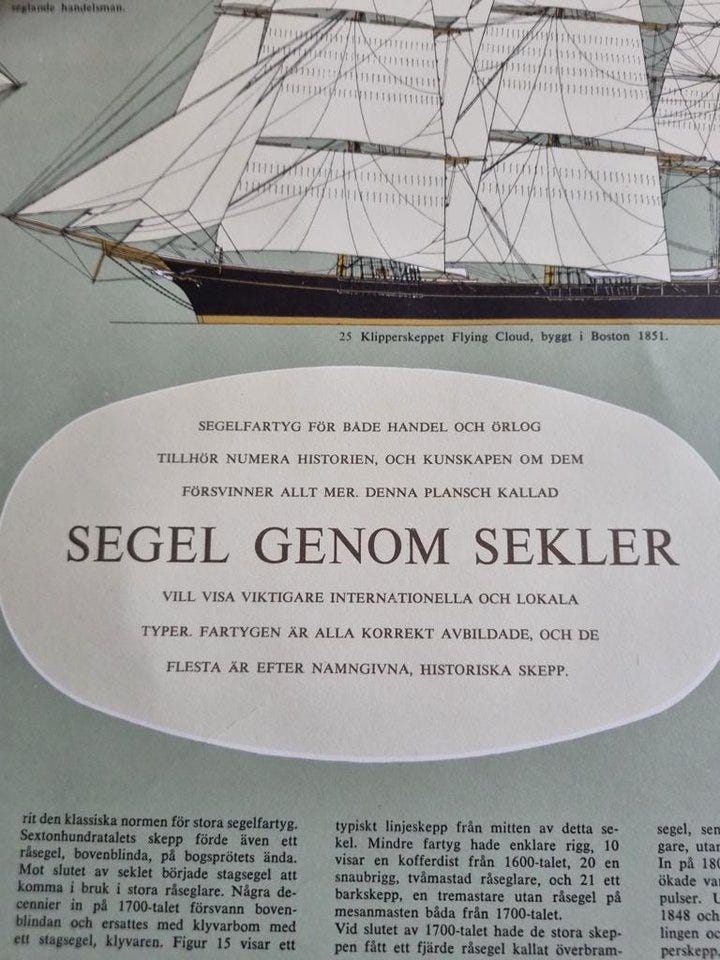 seglande handelsman.
25 Klipperskeppet Flying Cloud, byggt i Boston 1851.
SEGELFARTYG FÖR BÅDE HANDEL OCH ÖRLOG
TILLHÖR NUMERA HISTORIEN, OCH KUNSKAPEN OM DEM
FÖRSVINNER ALLT MER. DENNA PLANSCH KALLAD
SEGEL GENOM SEKLER
VILL VISA VIKTIGARE INTERNATIONELLA OCH LOKALA
TYPER. FARTYGEN ÄR ALLA KORREKT AVBILDADE, OCH DE
FLESTA ÄR EFTER NAMNGIVNA, HISTORISKA SKEPP.
rit den klassiska normen för stora segelfartyg.
Sextonhundratalets skepp förde även ett
råsegel, bovenblinda, på bogsprötets ända.
Mot slutet av seklet började stagsegel att
komma i bruk i stora råseglare. Några de-
cennier in på 1700-talet försvann boven-
blindan och ersattes med klyvarbom med
ett stagsegel, klyvaren. Figur 15 visar ett
typiskt linjeskepp från mitten av detta se-
kel. Mindre fartyg hade enklare rigg, 10
visar en kofferdist från 1600-talet, 20 en
snaubrigg, tvåmastad råseglare, och 21 ett
barkskepp, en tremastare utan råsegel på
mesanmasten båda från 1700-talet.
Vid slutet av 1700-talet hade de stora skep-
pen fått ett fjärde råsegel kallat överbram-
segel, sen
gare, utan
In på 180
ökade va
pulser. U
1848 och
lingen oc
perskepp